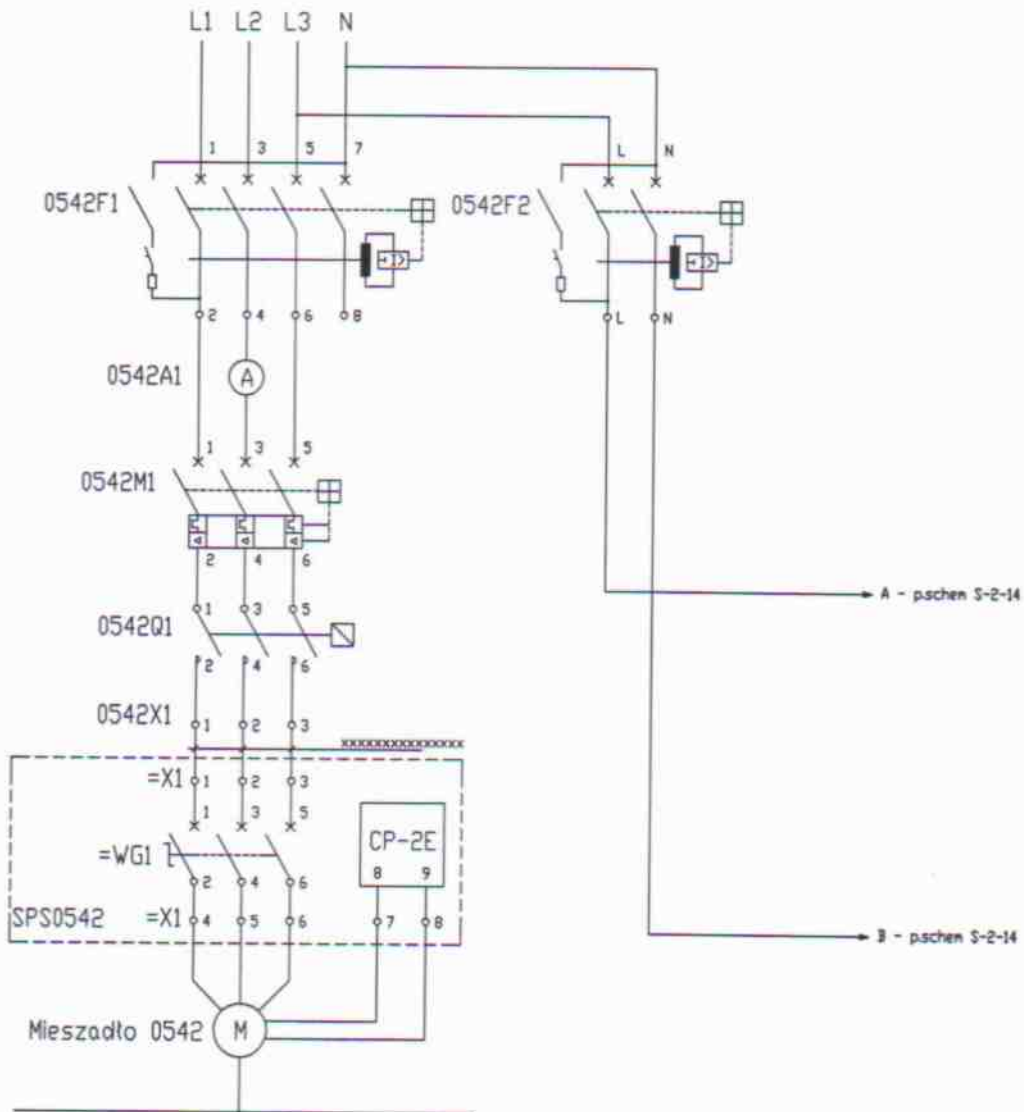 L1 L2 L3 N
1 3 5 7
L N
0542F1
0542F2
2 4 6 8
L N
0542A1
A
1 3 5
0542M1
2 4 6
A - p.schem S-2-14
1 3 5
0542Q1
2 4 6
0542X1
1 2 3
xxxxxxxxxxxxxxx
=X1 1 2 3
1 3 5
CP-2E
=WG1
8 9
2 4 6
SPS0542 =X1 4 5 6 7 8
B - p.schem S-2-14
Mieszadło 0542 M